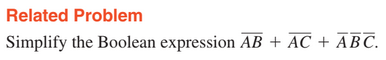 Related Problem
Simplify the Boolean expression A̅B̅ + A̅C̅ + A̅ B̅ C̅.